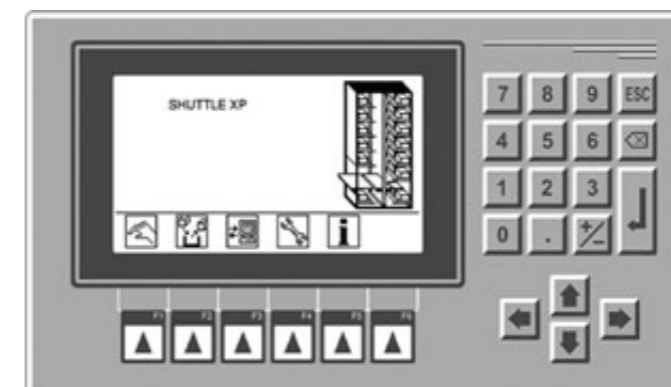 SHUTTLE XP
7 8 9 ESC
4 5 6
1 2 3
0 . +/-
i
F1 F2 F3 F4 F5 F6